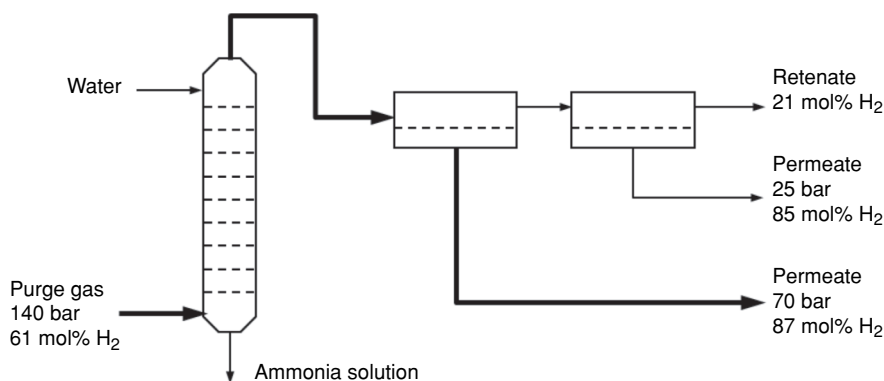 Water
Purge gas
140 bar
61 mol% H₂
Ammonia solution
Retenate
21 mol% H₂
Permeate
25 bar
85 mol% H₂
Permeate
70 bar
87 mol% H₂